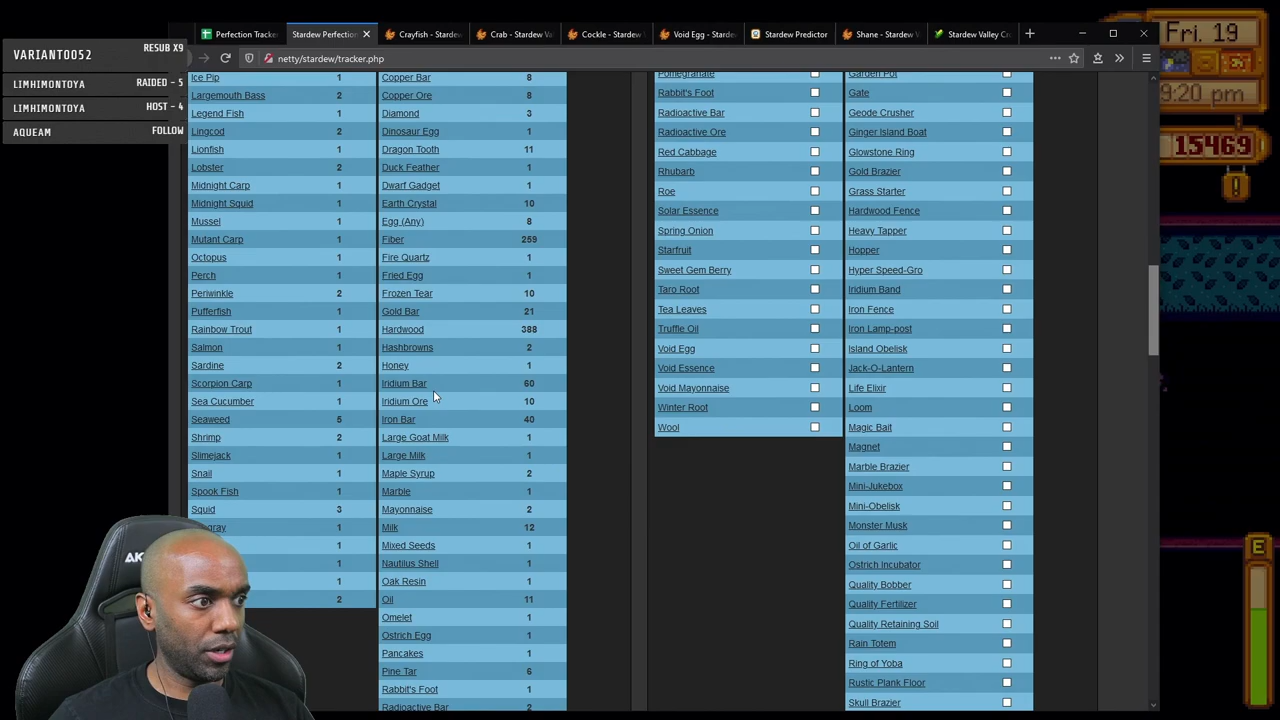 VARIANT0052 RESUB X9
LIMHIMONTOYA RAIDED - 5
LIMHIMONTOYA HOST - 4
AQUEAM FOLLOW
Perfection Tracke
Stardew Perfection
Crayfish - Stardew
Crab - Stardew Val
Cockle - Stardew V
Void Egg - Stardew
Stardew Predictor
Shane - Stardew Va
Stardew Valley Cr
netty/stardew/tracker.php
Fri. 19
9:20 pm
15469
E
Ice Pip 1
Largemouth Bass 2
Legend Fish 1
Lingcod 2
Lionfish 1
Lobster 2
Midnight Carp 1
Midnight Squid 1
Mussel 1
Mutant Carp 1
Octopus 1
Perch 1
Periwinkle 2
Pufferfish 1
Rainbow Trout 1
Salmon 1
Sardine 2
Scorpion Carp 1
Sea Cucumber 1
Seaweed 5
Shrimp 2
Slimejack 1
Snail 1
Spook Fish 1
Squid 3
1
1
1
1
2
Copper Bar 8
Copper Ore 8
Diamond 3
Dinosaur Egg 1
Dragon Tooth 11
Duck Feather 1
Dwarf Gadget 1
Earth Crystal 10
Egg (Any) 8
Fiber 259
Fire Quartz 1
Fried Egg 1
Frozen Tear 10
Gold Bar 21
Hardwood 388
Hashbrowns 2
Honey 1
Iridium Bar 60
Iridium Ore 10
Iron Bar 40
Large Goat Milk 1
Large Milk 1
Maple Syrup 2
Marble 1
Mayonnaise 2
Milk 12
Mixed Seeds 1
Nautilus Shell 1
Oak Resin 1
Oil 11
Omelet 1
Ostrich Egg 1
Pancakes 1
Pine Tar 6
Rabbit's Foot 1
Radioactive Bar 2
Pomegranate
Rabbit's Foot
Radioactive Bar
Radioactive Ore
Red Cabbage
Rhubarb
Roe
Solar Essence
Spring Onion
Starfruit
Sweet Gem Berry
Taro Root
Tea Leaves
Truffle Oil
Void Egg
Void Essence
Void Mayonnaise
Winter Root
Wool
Garden Pot
Gate
Geode Crusher
Ginger Island Boat
Glowstone Ring
Gold Brazier
Grass Starter
Hardwood Fence
Heavy Tapper
Hopper
Hyper Speed-Gro
Iridium Band
Iron Fence
Iron Lamp-post
Island Obelisk
Jack-O-Lantern
Life Elixir
Loom
Magic Bait
Magnet
Marble Brazier
Mini-Jukebox
Mini-Obelisk
Monster Musk
Oil of Garlic
Ostrich Incubator
Quality Bobber
Quality Fertilizer
Quality Retaining Soil
Rain Totem
Ring of Yoba
Rustic Plank Floor
Skull Brazier